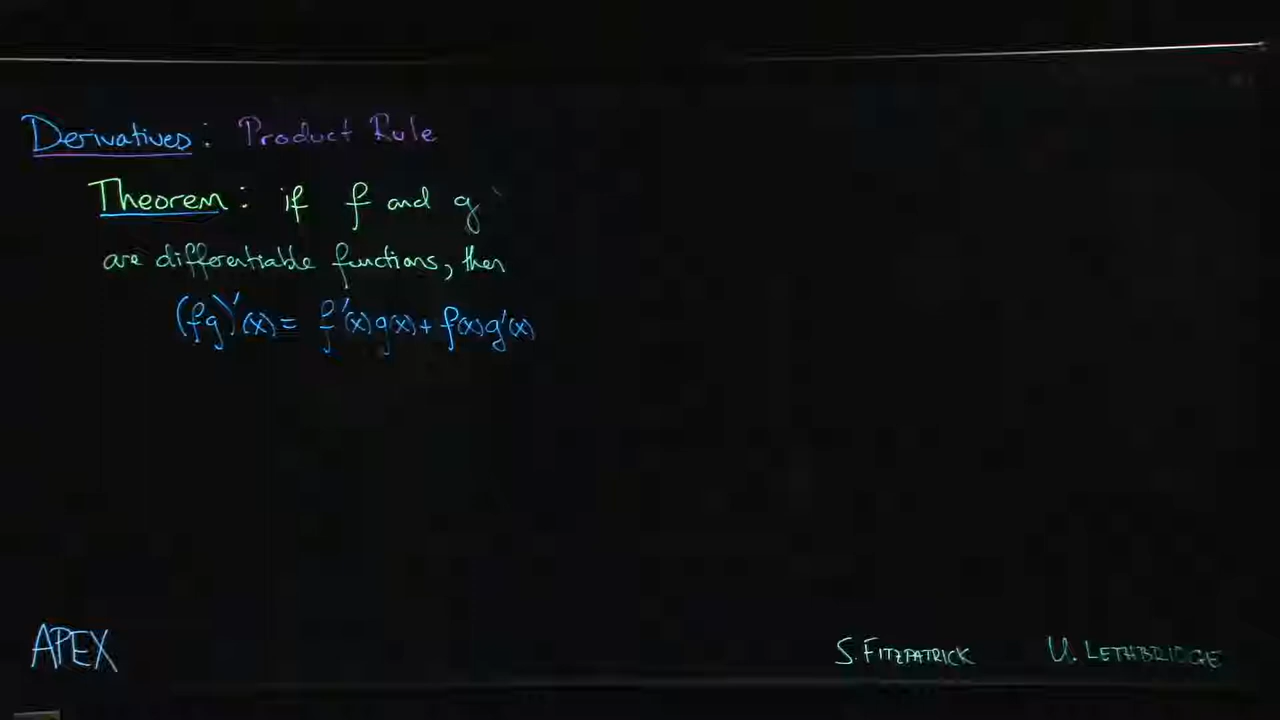 Derivatives: Product Rule
Theorem: if f and g
are differentiable functions, then
(fg)'(x) = f'(x)g(x) + f(x)g'(x)
APEX
S. FITZPATRICK
U. LETHBRIDGE